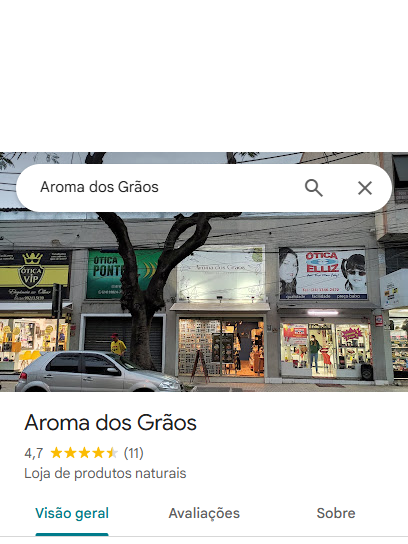 Aroma dos Grãos
ÓTICA
VIP
ÓTICA
PONTO
Aroma dos Grãos
ÓTICA
ELLIZ
qualidade facilidade preço baixo
Aroma dos Grãos
4,7 (11)
Loja de produtos naturais
Visão geral Avaliações Sobre